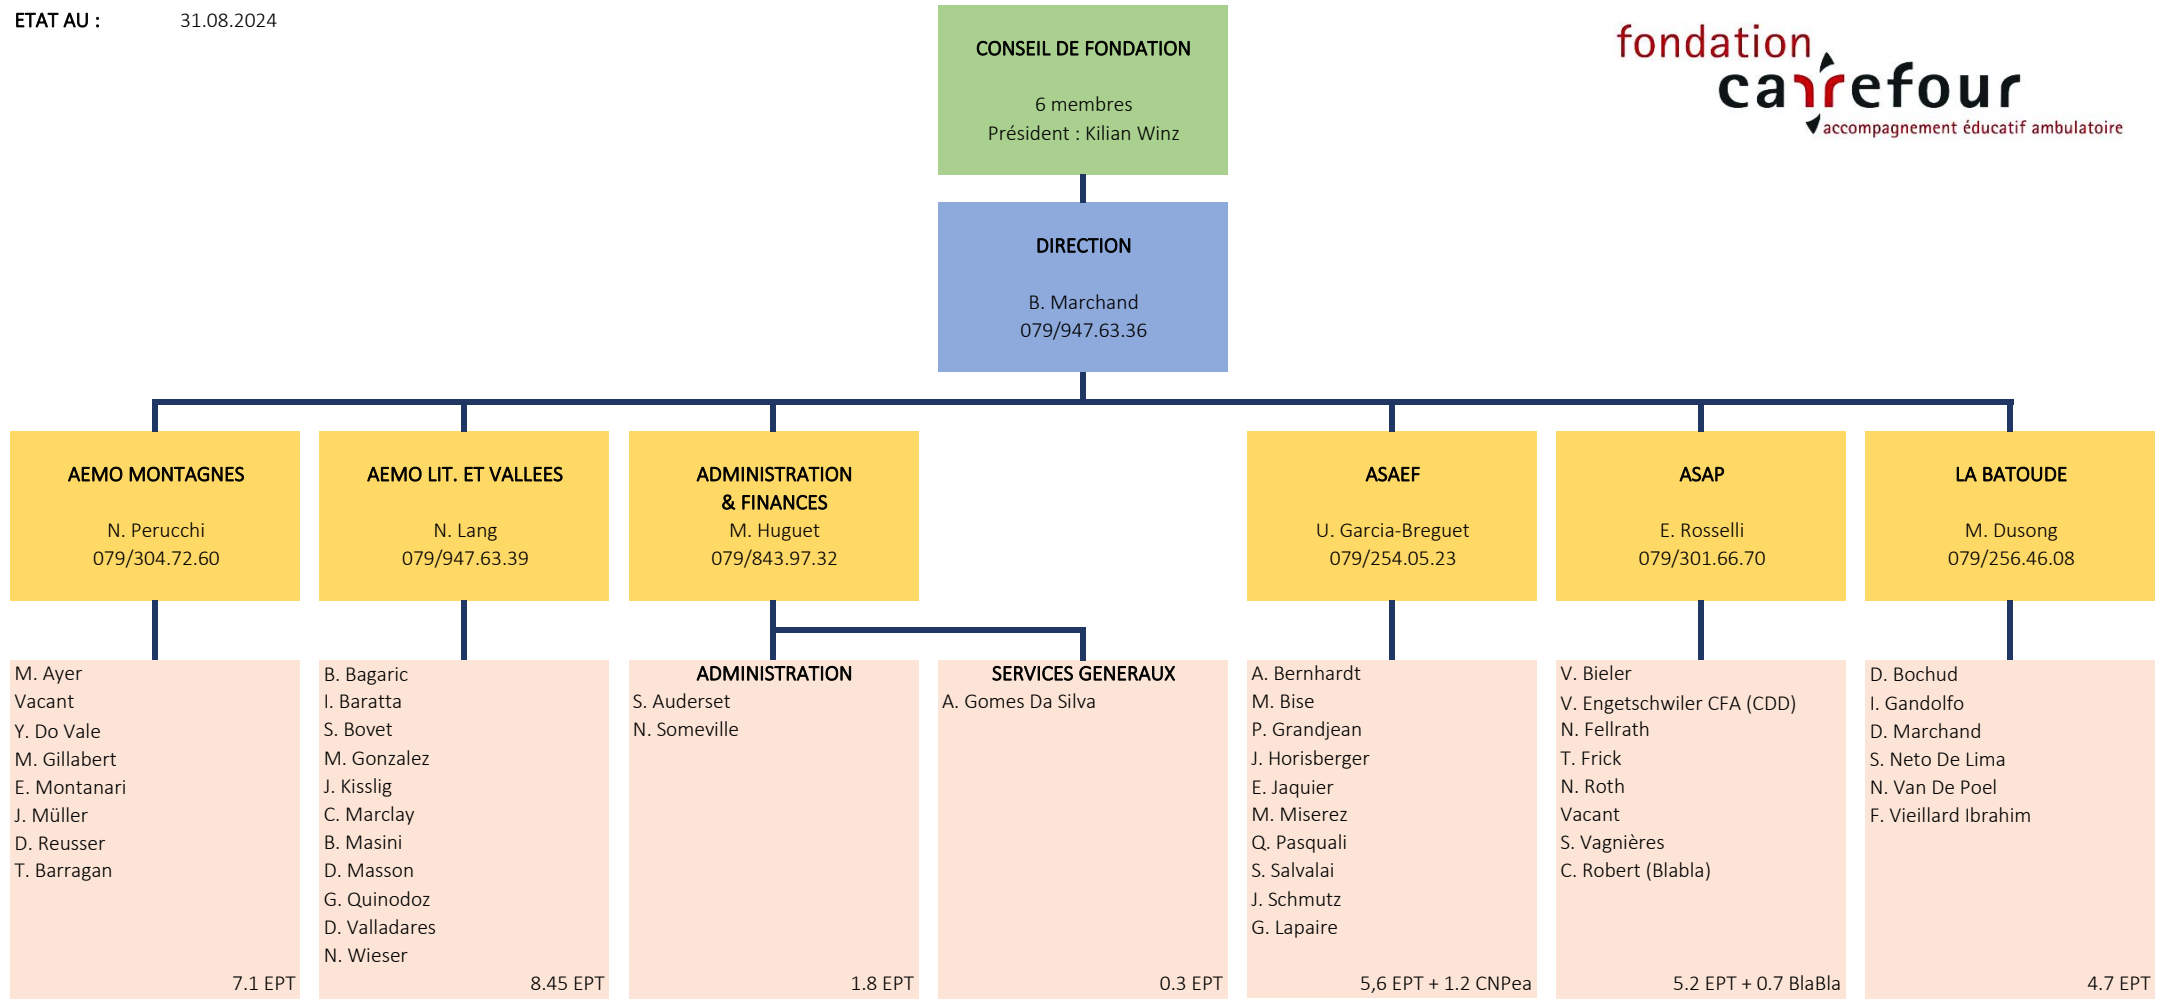 ETAT AU : 31.08.2024
CONSEIL DE FONDATION
6 membres
Président : Kilian Winz
fondation
carrefour
accompagnement éducatif ambulatoire
DIRECTION
B. Marchand
079/947.63.36
AEMO MONTAGNES
N. Perucchi
079/304.72.60
AEMO LIT. ET VALLEES
N. Lang
079/947.63.39
ADMINISTRATION
& FINANCES
M. Huguet
079/843.97.32
ASAEF
U. Garcia-Breguet
079/254.05.23
ASAP
E. Rosselli
079/301.66.70
LA BATOUDE
M. Dusong
079/256.46.08
M. Ayer
Vacant
Y. Do Vale
M. Gillabert
E. Montanari
J. Müller
D. Reusser
T. Barragan
7.1 EPT
B. Bagaric
I. Baratta
S. Bovet
M. Gonzalez
J. Kisslig
C. Marclay
B. Masini
D. Masson
G. Quinodoz
D. Valladares
N. Wieser
8.45 EPT
ADMINISTRATION
S. Auderset
N. Someville
1.8 EPT
SERVICES GENERAUX
A. Gomes Da Silva
0.3 EPT
A. Bernhardt
M. Bise
P. Grandjean
J. Horisberger
E. Jaquier
M. Miserez
Q. Pasquali
S. Salvalai
J. Schmutz
G. Lapaire
5,6 EPT + 1.2 CNPea
V. Bieler
V. Engetschwiler CFA (CDD)
N. Fellrath
T. Frick
N. Roth
Vacant
S. Vagnières
C. Robert (Blabla)
5.2 EPT + 0.7 BlaBla
D. Bochud
I. Gandolfo
D. Marchand
S. Neto De Lima
N. Van De Poel
F. Vieillard Ibrahim
4.7 EPT